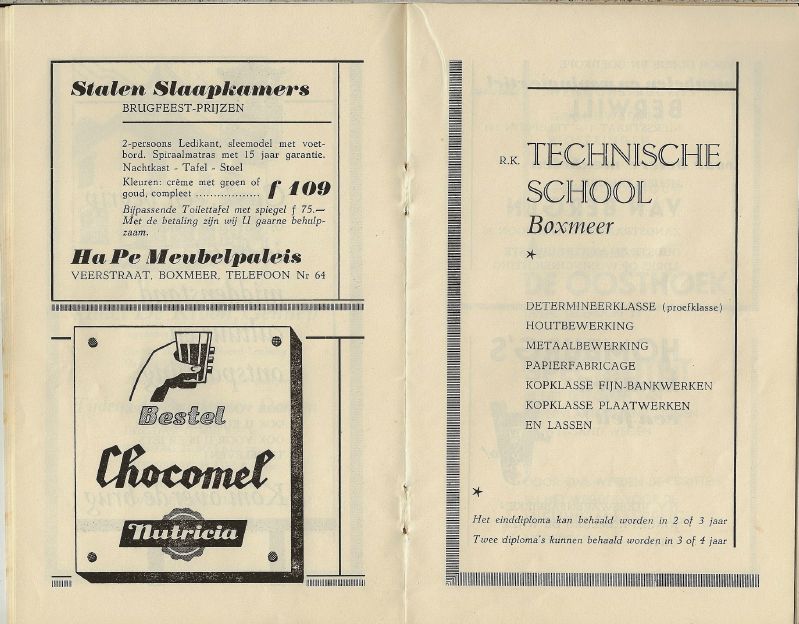 Stalen Slaapkamers
BRUGFEEST-PRIJZEN
2-persoons Ledikant, sleemodel met voet-
bord. Spiraalmatras met 15 jaar garantie.
Nachtkast - Tafel - Stoel
Kleuren: crème met groen of
goud, compleet .................. f 109
Bijpassende Toilettafel met spiegel f 75.—
Met de betaling zijn wij U gaarne behulp-
zaam.
Ha Pe Meubelpaleis
VEERSTRAAT, BOXMEER, TELEFOON Nr 64
Bestel
Chocomel
Nutricia
R.K. TECHNISCHE
SCHOOL
Boxmeer
DETERMINEERKLASSE (proefklasse)
HOUTBEWERKING
METAALBEWERKING
PAPIERFABRICAGE
KOPKLASSE FIJN-BANKWERKEN
KOPKLASSE PLAATWERKEN
EN LASSEN
Het einddiploma kan behaald worden in 2 of 3 jaar
Twee diploma's kunnen behaald worden in 3 of 4 jaar